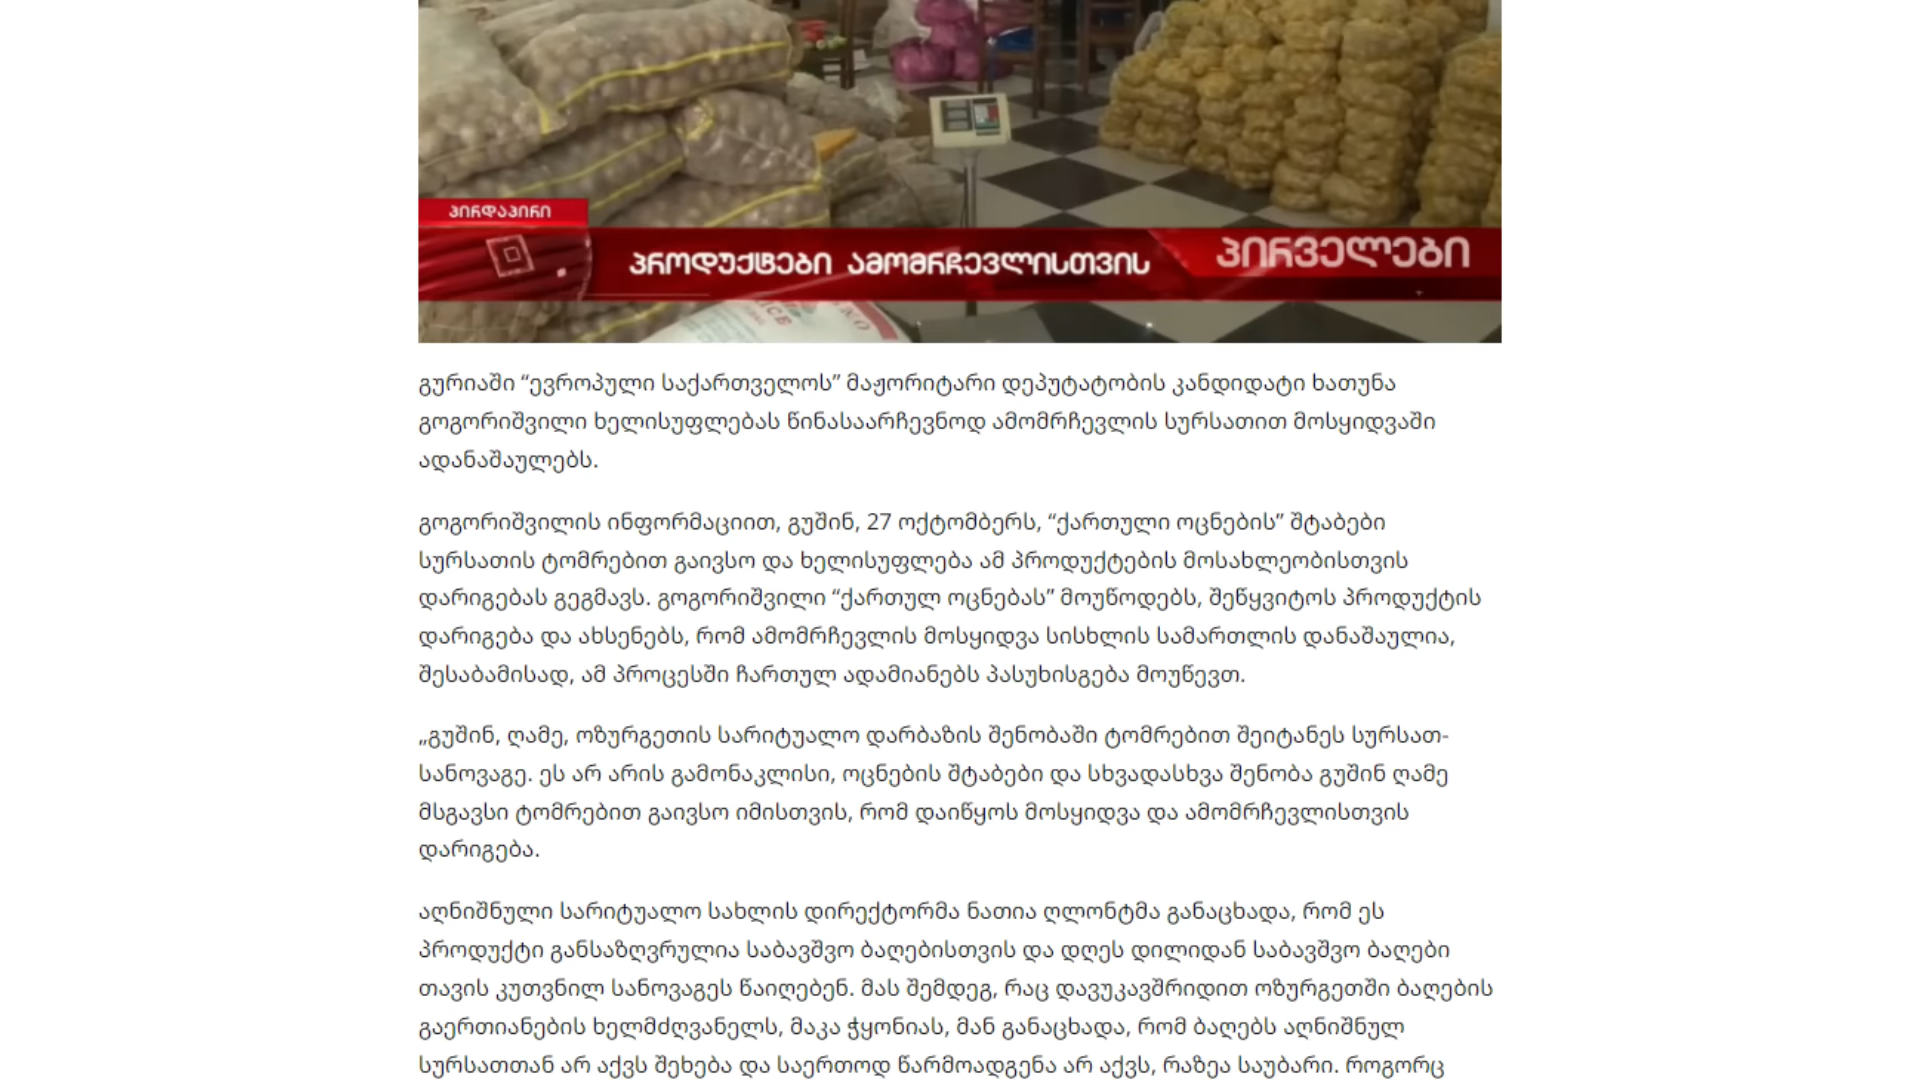 პირდაპირი
პროდუქტები ამომრჩევლისთვის
პირველები
გურიაში “ევროპული საქართველოს” მაჟორიტარი დეპუტატობის კანდიდატი ხათუნა
გოგორიშვილი ხელისუფლებას წინასაარჩევნოდ ამომრჩევლის სურსათით მოსყიდვაში
ადანაშაულებს.
გოგორიშვილის ინფორმაციით, გუშინ, 27 ოქტომბერს, “ქართული ოცნების” შტაბები
სურსათის ტომრებით გაივსო და ხელისუფლება ამ პროდუქტების მოსახლეობისთვის
დარიგებას გეგმავს. გოგორიშვილი “ქართულ ოცნებას” მოუწოდებს, შეწყვიტოს პროდუქტის
დარიგება და ახსენებს, რომ ამომრჩევლის მოსყიდვა სისხლის სამართლის დანაშაულია,
შესაბამისად, ამ პროცესში ჩართულ ადამიანებს პასუხისგება მოუწევთ.
„გუშინ, ღამე, ოზურგეთის სარიტუალო დარბაზის შენობაში ტომრებით შეიტანეს სურსათ-
სანოვაგე. ეს არ არის გამონაკლისი, ოცნების შტაბები და სხვადასხვა შენობა გუშინ ღამე
მსგავსი ტომრებით გაივსო იმისთვის, რომ დაიწყოს მოსყიდვა და ამომრჩევლისთვის
დარიგება.
აღნიშნული სარიტუალო სახლის დირექტორმა ნათია ღლონტმა განაცხადა, რომ ეს
პროდუქტი განსაზღვრულია საბავშვო ბაღებისთვის და დღეს დილიდან საბავშვო ბაღები
თავის კუთვნილ სანოვაგეს წაიღებენ. მას შემდეგ, რაც დავუკავშრიდით ოზურგეთში ბაღების
გაერთიანების ხელმძღვანელს, მაკა ჭყონიას, მან განაცხადა, რომ ბაღებს აღნიშნულ
სურსათთან არ აქვს შეხება და საერთოდ წარმოადგენა არ აქვს, რაზეა საუბარი. როგორც